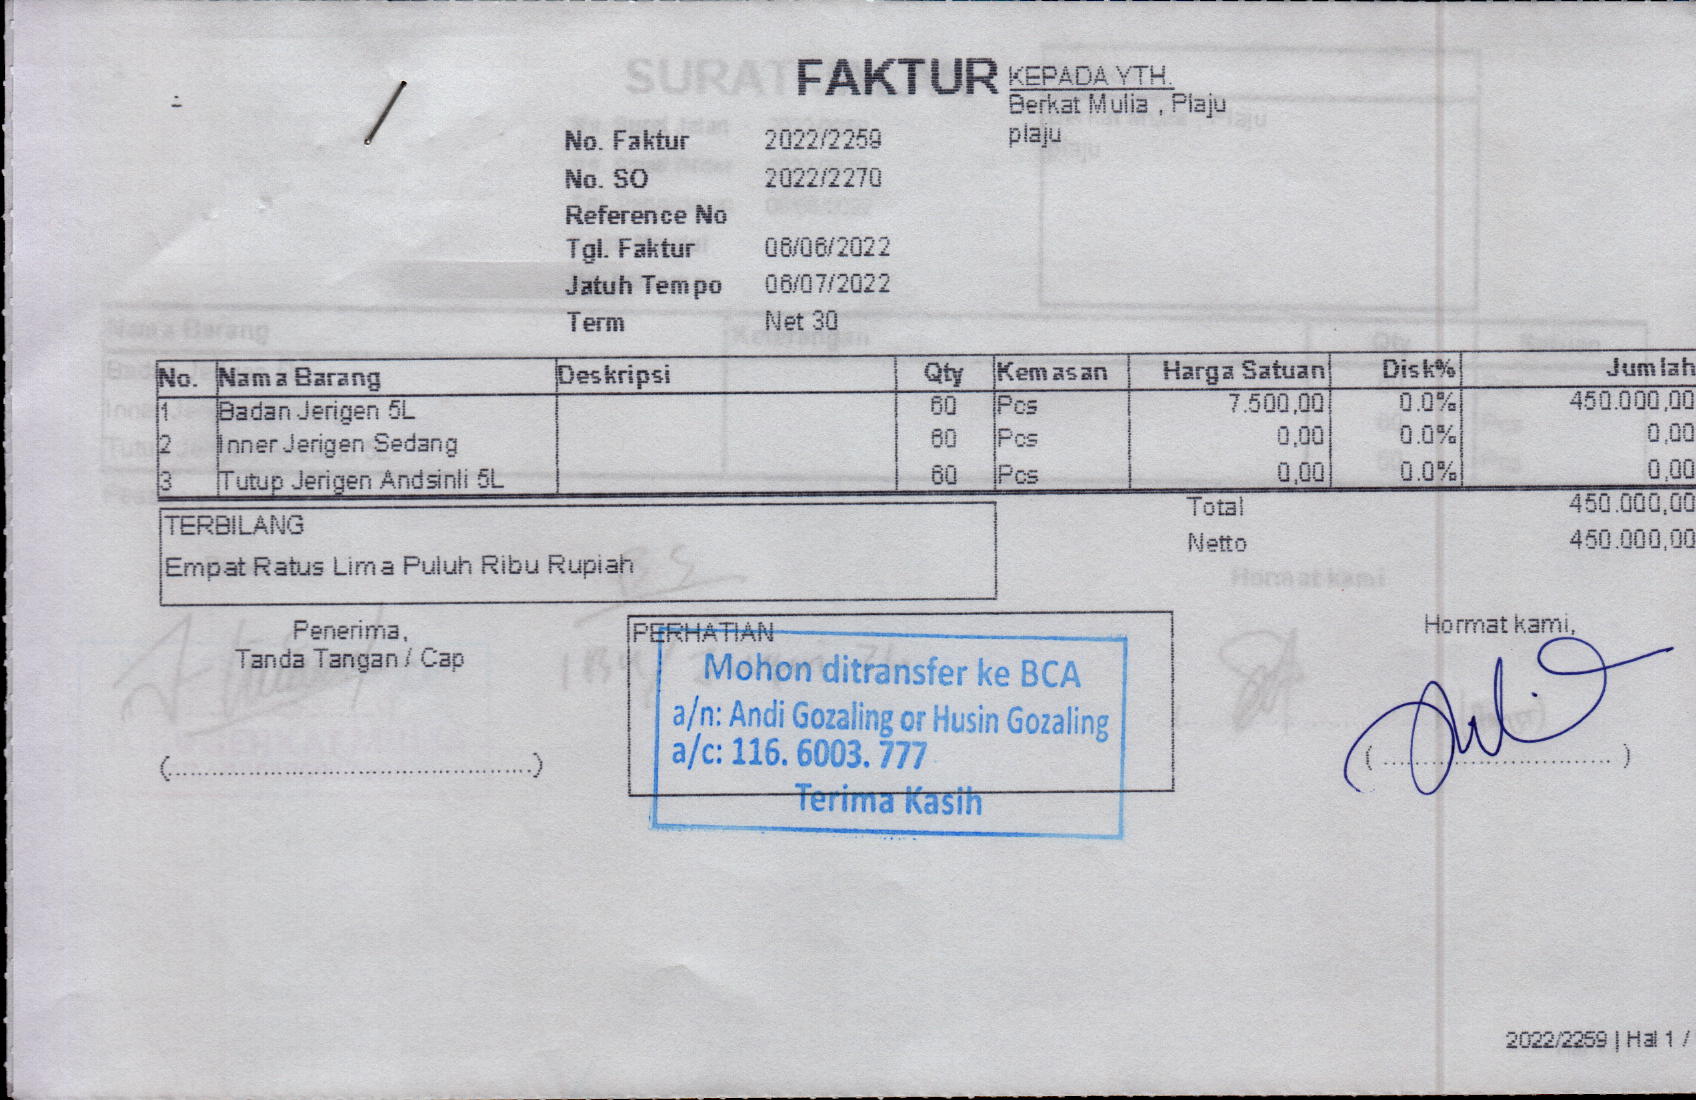 FAKTUR
KEPADA YTH.
Berkat Mulia , Plaju
plaju
No. Faktur 2022/2259
No. SO 2022/2270
Reference No
Tgl. Faktur 06/06/2022
Jatuh Tempo 06/07/2022
Term Net 30
No. Nama Barang Deskripsi Qty Kemasan Harga Satuan Disk% Jumlah
1 Badan Jerigen 5L 60 Pcs 7.500,00 0.0% 450.000,00
2 Inner Jerigen Sedang 60 Pcs 0,00 0.0% 0,00
3 Tutup Jerigen Andsinli 5L 60 Pcs 0,00 0.0% 0,00
Total 450.000,00
Netto 450.000,00
TERBILANG
Empat Ratus Lima Puluh Ribu Rupiah
Penerima,
Tanda Tangan / Cap
(...............................................)
PERHATIAN
Mohon ditransfer ke BCA
a/n: Andi Gozaling or Husin Gozaling
a/c: 116. 6003. 777
Terima Kasih
Hormat kami,
(..............................)
2022/2259 | Hal 1 /